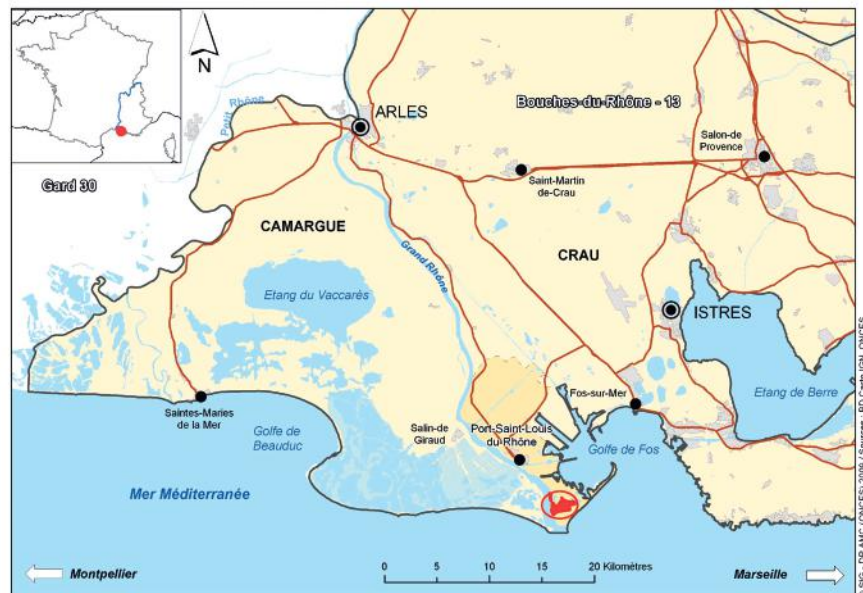 N
Petit Rhône
ARLES
Bouches-du-Rhône - 13
Salon-de
Provence
Saint-Martin
de-Crau
Gard 30
CAMARGUE
Grand Rhône
CRAU
Etang du Vaccarès
ISTRES
Etang de Berre
Saintes-Maries
de la Mer
Golfe de
Beauduc
Salin-de
Giraud
Port-Saint-Louis
du-Rhône
Fos-sur-Mer
Golfe de Fos
Mer Méditerranée
Montpellier
0 5 10 15 20 Kilomètres
Marseille